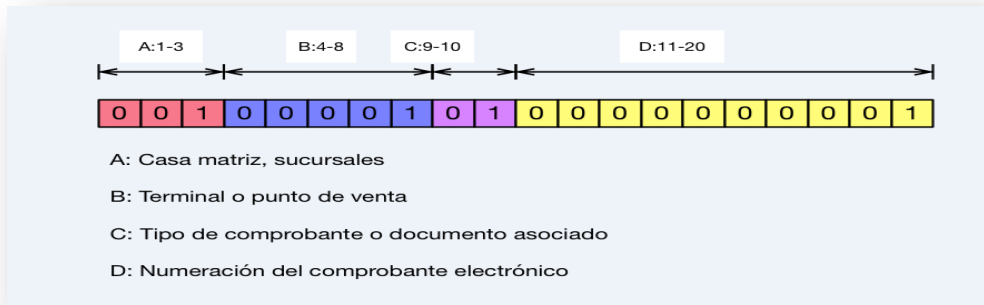 A:1-3 B:4-8 C:9-10 D:11-20
0 0 1 0 0 0 0 1 0 1 0 0 0 0 0 0 0 0 0 1
A: Casa matriz, sucursales
B: Terminal o punto de venta
C: Tipo de comprobante o documento asociado
D: Numeración del comprobante electrónico